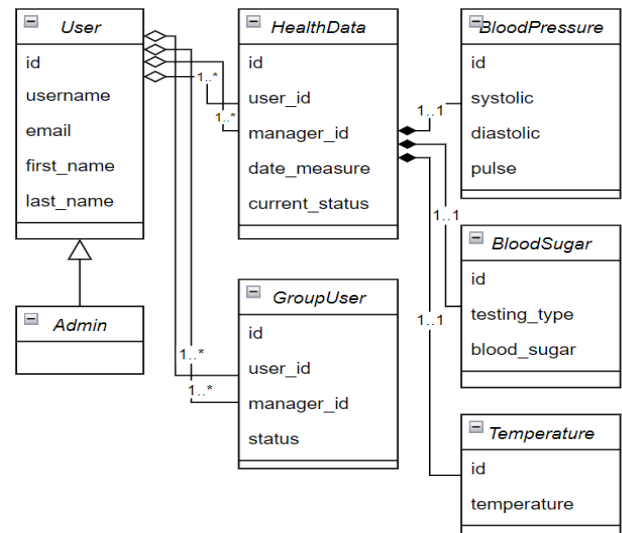 User
id
username
email
first_name
last_name
Admin
HealthData
id
user_id
manager_id
date_measure
current_status
GroupUser
id
user_id
manager_id
status
BloodPressure
id
systolic
diastolic
pulse
BloodSugar
id
testing_type
blood_sugar
Temperature
id
temperature
1..*
1..*
1..*
1..*
1..1
1..1
1..1